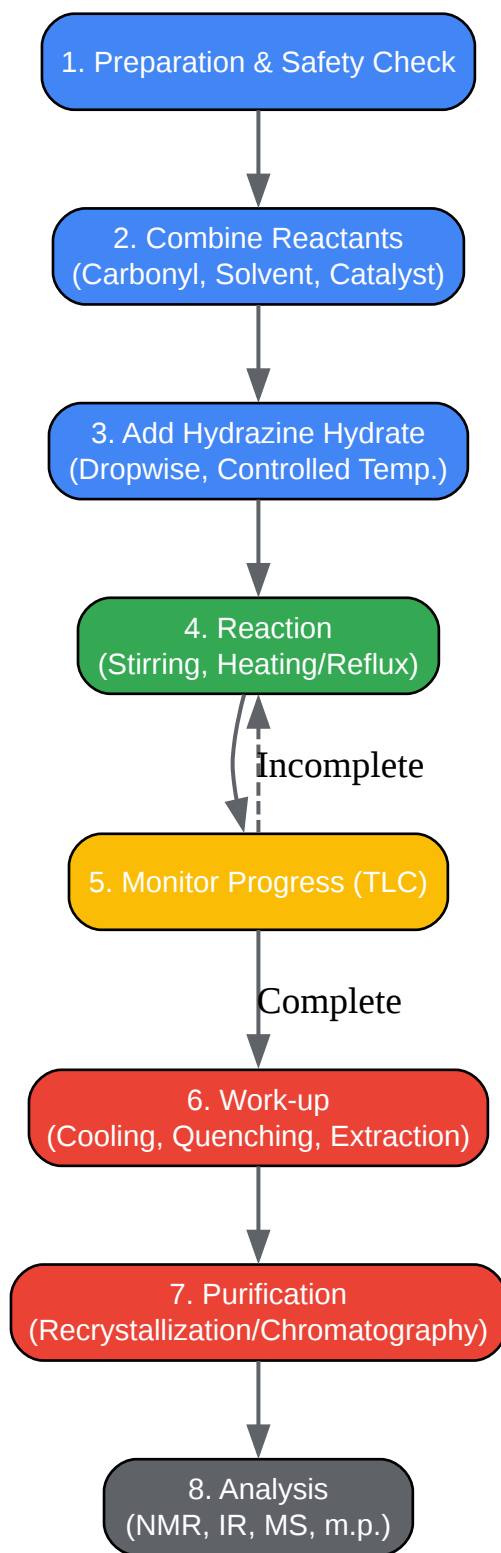 1. Preparation & Safety Check
2. Combine Reactants
(Carbonyl, Solvent, Catalyst)
3. Add Hydrazine Hydrate
(Dropwise, Controlled Temp.)
4. Reaction
(Stirring, Heating/Reflux)
Incomplete
5. Monitor Progress (TLC)
Complete
6. Work-up
(Cooling, Quenching, Extraction)
7. Purification
(Recrystallization/Chromatography)
8. Analysis
(NMR, IR, MS, m.p.)